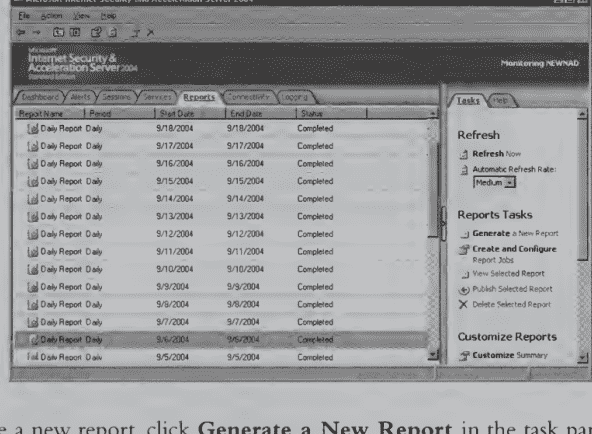 Microsoft Internet Security and Acceleration Server 2004
File Action View Help
Microsoft
Internet Security &
Acceleration Server 2004
Standard Edition
Monitoring NEWNAD
Dashboard Alerts Sessions Services Reports Connectivity Logging
Report Name Period Start Date End Date Status
Daily Report Daily 9/18/2004 9/18/2004 Completed
Daily Report Daily 9/17/2004 9/17/2004 Completed
Daily Report Daily 9/16/2004 9/16/2004 Completed
Daily Report Daily 9/15/2004 9/15/2004 Completed
Daily Report Daily 9/14/2004 9/14/2004 Completed
Daily Report Daily 9/13/2004 9/13/2004 Completed
Daily Report Daily 9/12/2004 9/12/2004 Completed
Daily Report Daily 9/11/2004 9/11/2004 Completed
Daily Report Daily 9/10/2004 9/10/2004 Completed
Daily Report Daily 9/9/2004 9/9/2004 Completed
Daily Report Daily 9/8/2004 9/8/2004 Completed
Daily Report Daily 9/7/2004 9/7/2004 Completed
Daily Report Daily 9/6/2004 9/6/2004 Completed
Daily Report Daily 9/5/2004 9/5/2004 Completed
Tasks Help
Refresh
Refresh Now
Automatic Refresh Rate:
Medium
Reports Tasks
Generate a New Report
Create and Configure
Report Jobs
View Selected Report
Publish Selected Report
Delete Selected Report
Customize Reports
Customize Summary
a new report, click Generate a New Report in the task